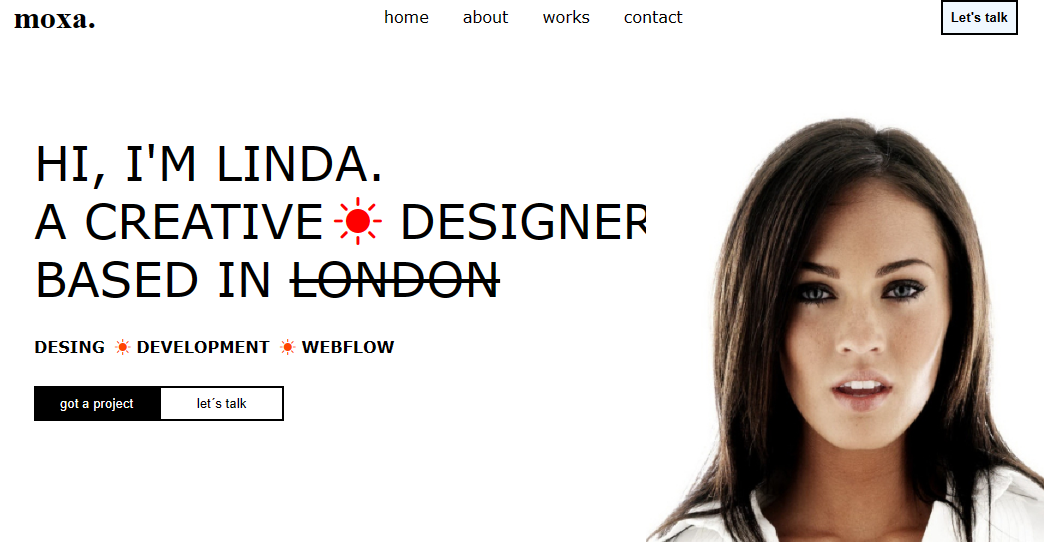 moxa.
home about works contact
Let's talk
HI, I'M LINDA.
A CREATIVE DESIGNER
BASED IN LONDON
DESING DEVELOPMENT WEBFLOW
got a project let´s talk